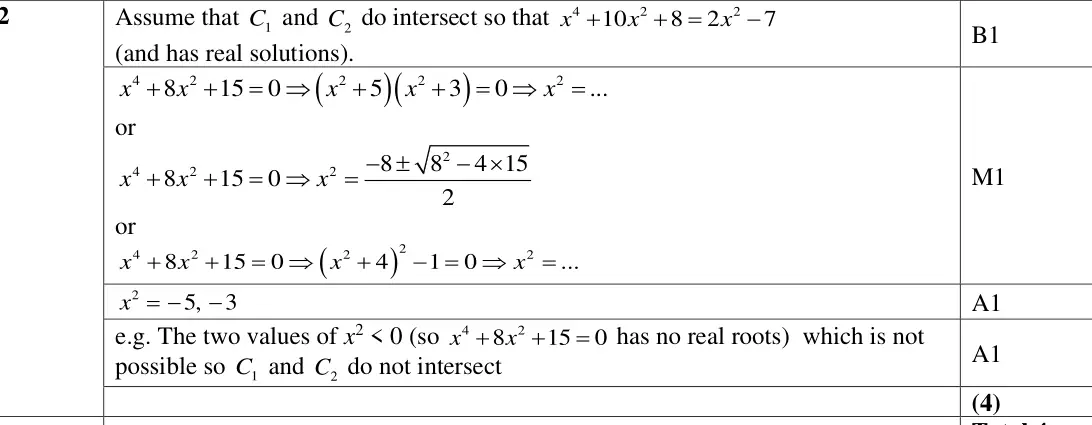 2
Assume that C₁ and C₂ do intersect so that x⁴ +10x² + 8 = 2x² − 7
(and has real solutions).
B1
x⁴ + 8x² + 15 = 0 ⇒ (x² + 5)(x² + 3) = 0 ⇒ x² = ...
or
x⁴ + 8x² + 15 = 0 ⇒ x² = (−8 ± √(8² − 4×15))/2
M1
or
x⁴ + 8x² + 15 = 0 ⇒ (x² + 4)² − 1 = 0 ⇒ x² = ...
x² = −5, −3
A1
e.g. The two values of x² < 0 (so x⁴ + 8x² + 15 = 0 has no real roots) which is not
possible so C₁ and C₂ do not intersect
A1
(4)